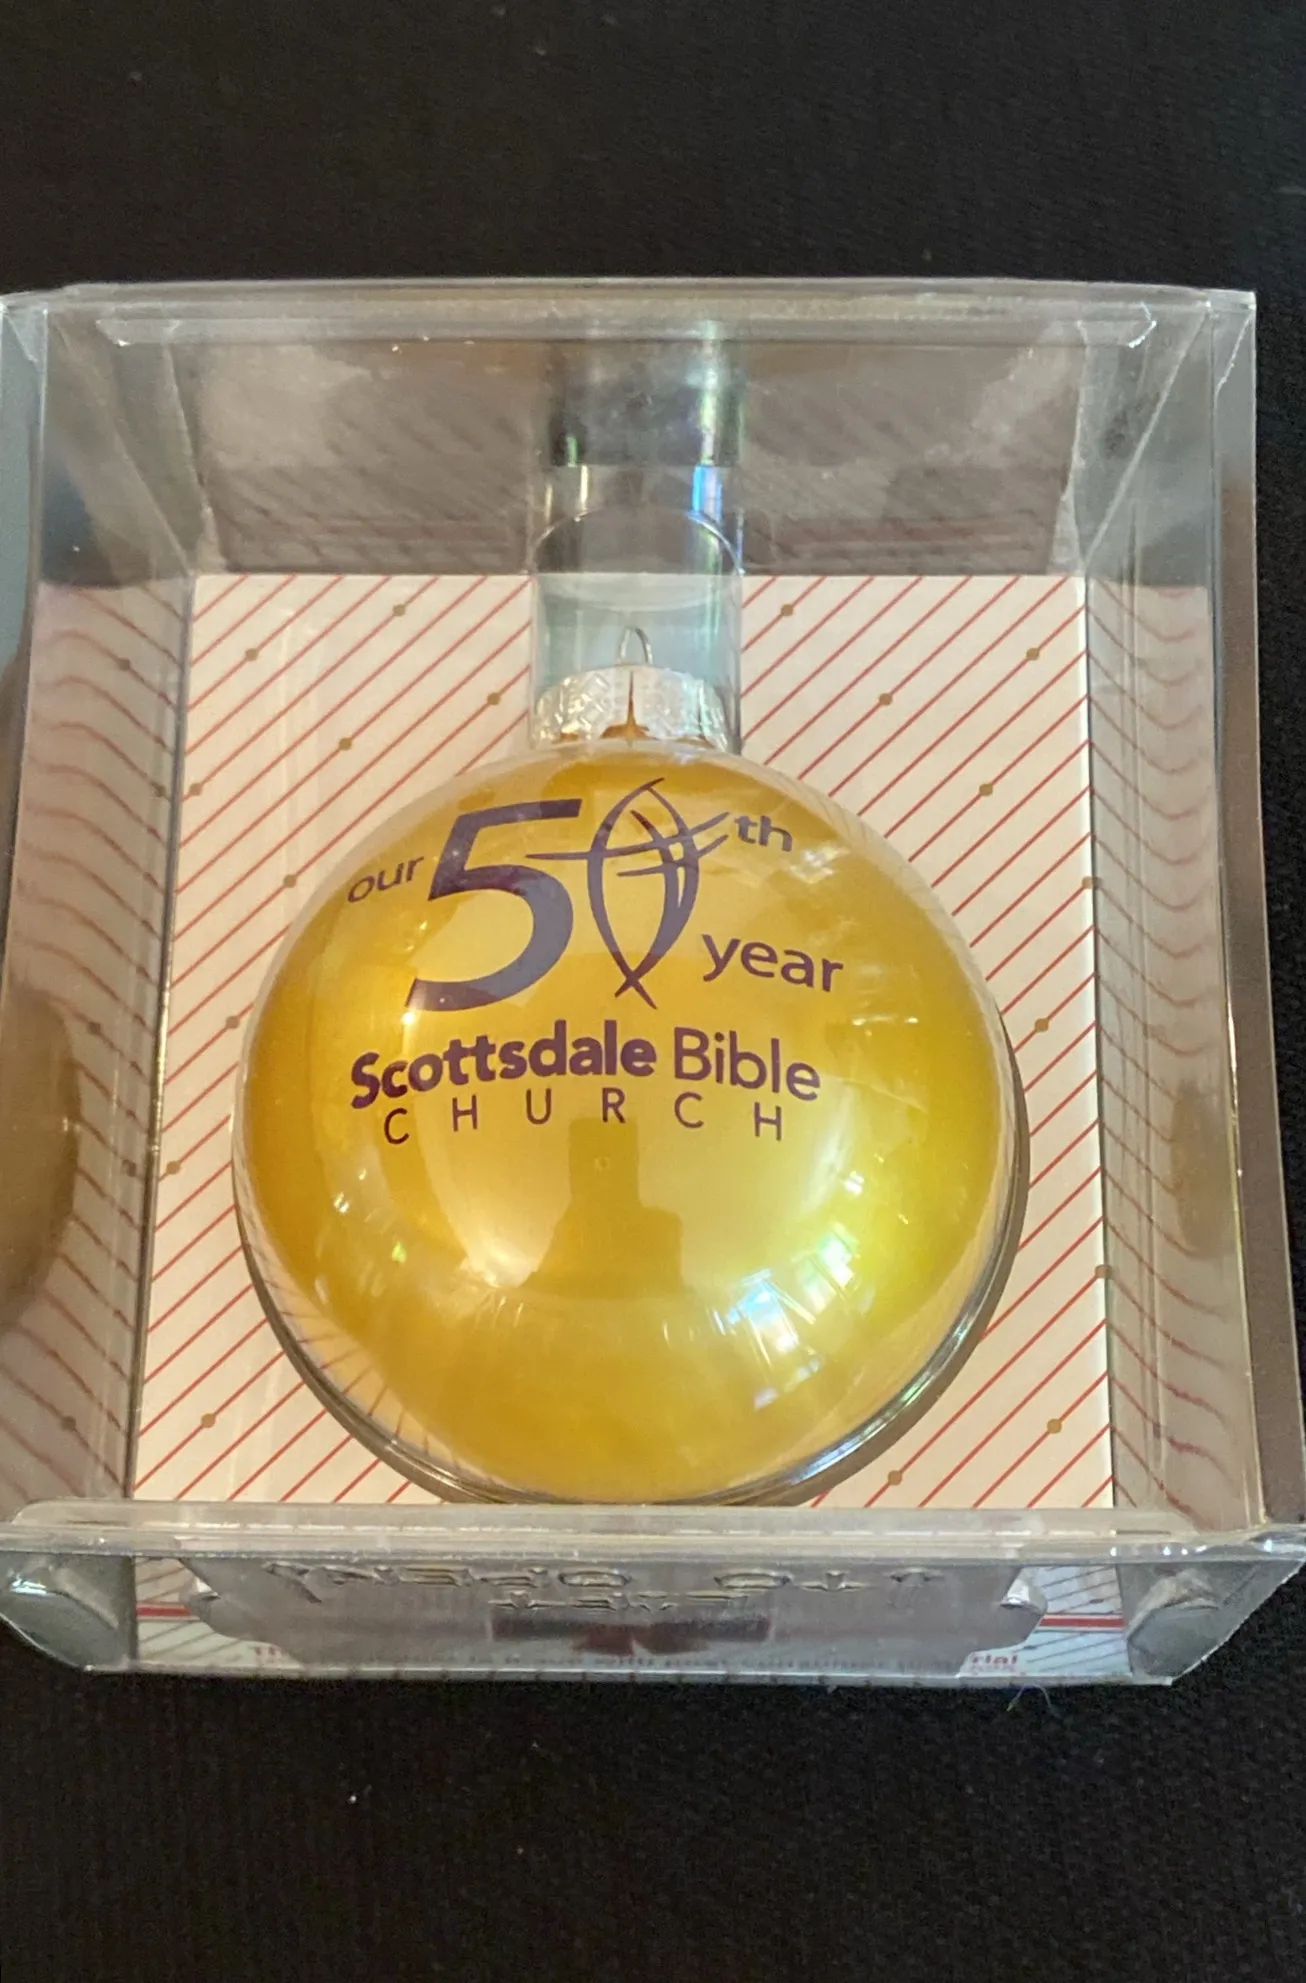 our 50th year
Scottsdale Bible
CHURCH